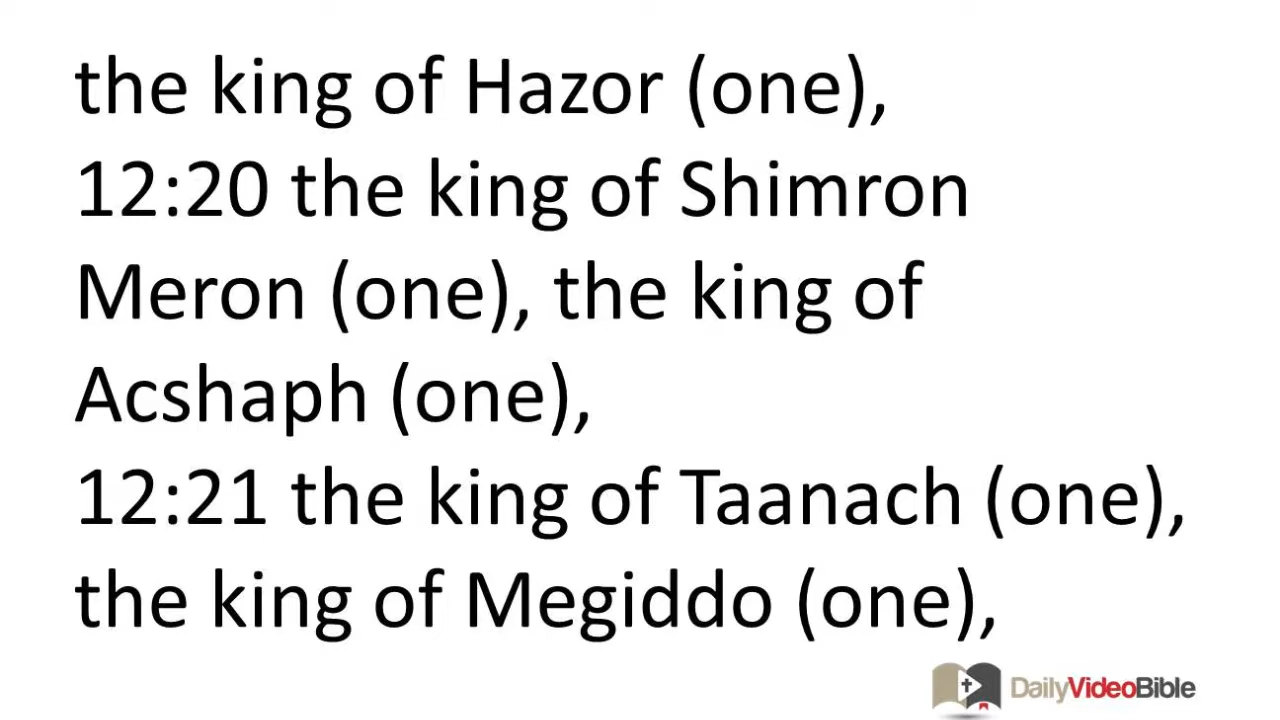 the king of Hazor (one),
12:20 the king of Shimron
Meron (one), the king of
Acshaph (one),
12:21 the king of Taanach (one),
the king of Megiddo (one),
DailyVideoBible